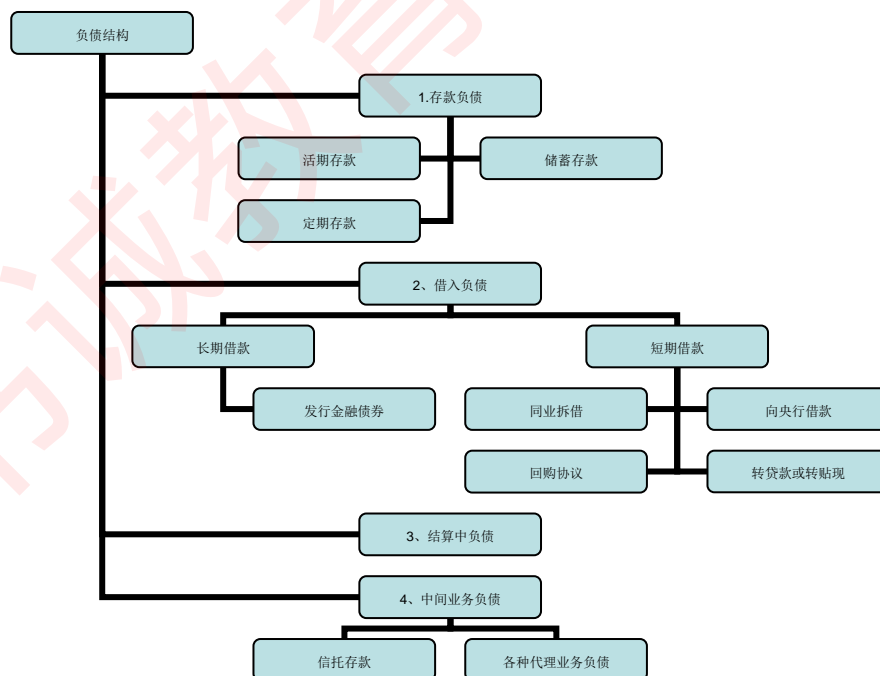 负债结构
1.存款负债
活期存款
储蓄存款
定期存款
2、借入负债
长期借款
短期借款
发行金融债券
同业拆借
向央行借款
回购协议
转贷款或转贴现
3、结算中负债
4、中间业务负债
信托存款
各种代理业务负债
诚教育